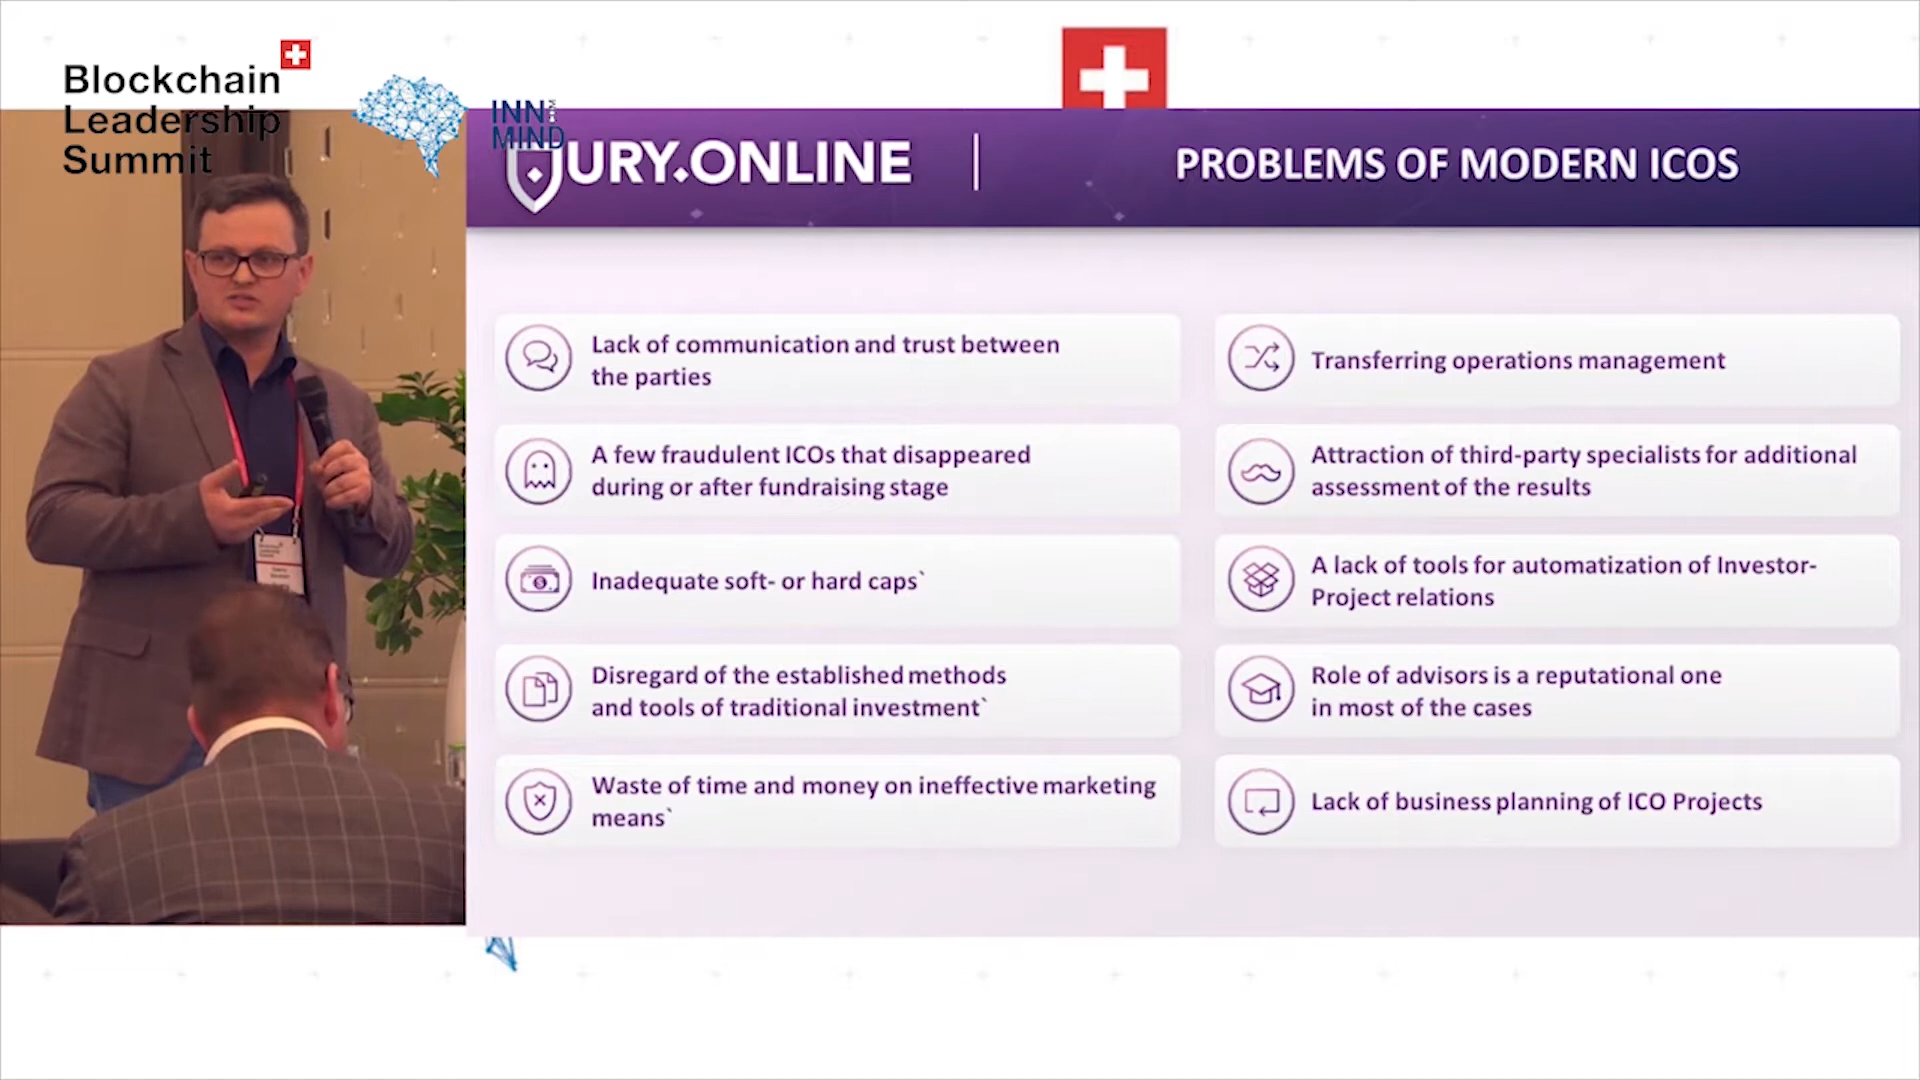 Blockchain
Leadership
Summit
INN
MIND
JURY.ONLINE
PROBLEMS OF MODERN ICOS
Lack of communication and trust between
the parties
A few fraudulent ICOs that disappeared
during or after fundraising stage
Inadequate soft- or hard caps`
Disregard of the established methods
and tools of traditional investment`
Waste of time and money on ineffective marketing
means`
Transferring operations management
Attraction of third-party specialists for additional
assessment of the results
A lack of tools for automatization of Investor-
Project relations
Role of advisors is a reputational one
in most of the cases
Lack of business planning of ICO Projects